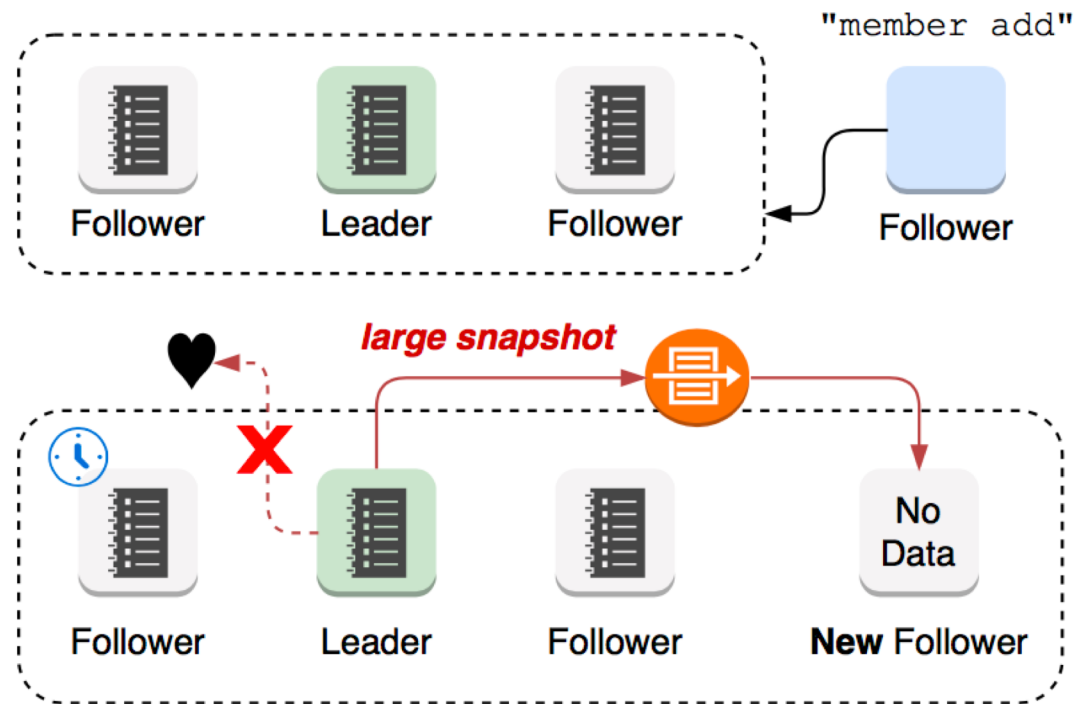 "member add"
Follower
Leader
Follower
Follower
large snapshot
No
Data
Follower
Leader
Follower
New Follower